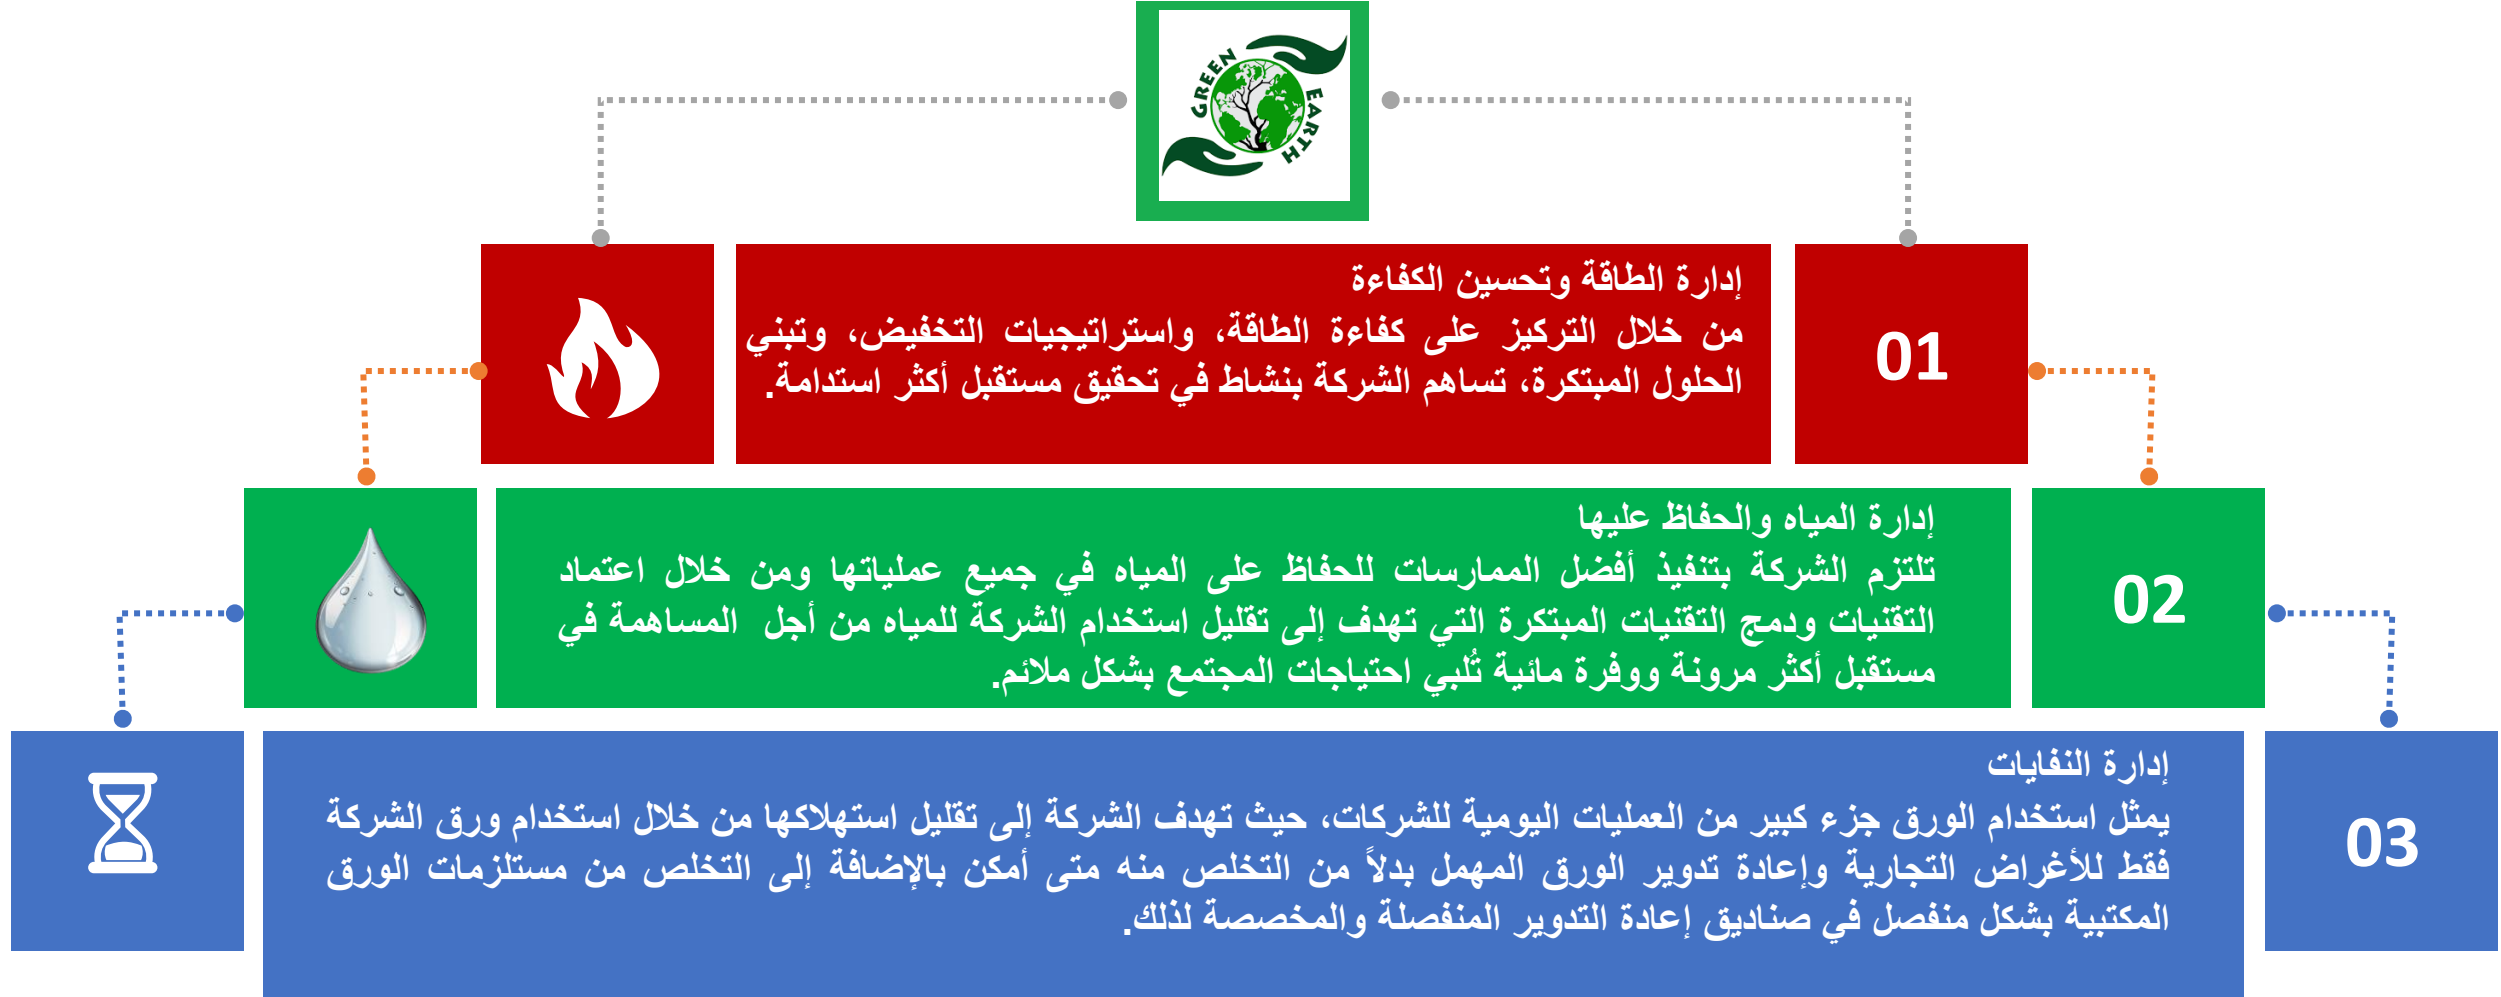 GREEN EARTH
01
إدارة الطاقة وتحسين الكفاءة
من خلال التركيز على كفاءة الطاقة، واستراتيجيات التخفيض، وتبني
الحلول المبتكرة، تساهم الشركة بنشاط في تحقيق مستقبل أكثر استدامة.
02
إدارة المياه والحفاظ عليها
تلتزم الشركة بتنفيذ أفضل الممارسات للحفاظ على المياه في جميع عملياتها ومن خلال اعتماد
التقنيات ودمج التقنيات المبتكرة التي تهدف إلى تقليل استخدام الشركة للمياه من أجل المساهمة في
مستقبل أكثر مرونة ووفرة مائية تُلبي احتياجات المجتمع بشكل ملائم.
03
إدارة النفايات
يمثل استخدام الورق جزء كبير من العمليات اليومية للشركات، حيث تهدف الشركة إلى تقليل استهلاكها من خلال استخدام ورق الشركة
فقط للأغراض التجارية وإعادة تدوير الورق المهمل بدلاً من التخلص منه متى أمكن بالإضافة إلى التخلص من مستلزمات الورق
المكتبية بشكل منفصل في صناديق إعادة التدوير المنفصلة والمخصصة لذلك.